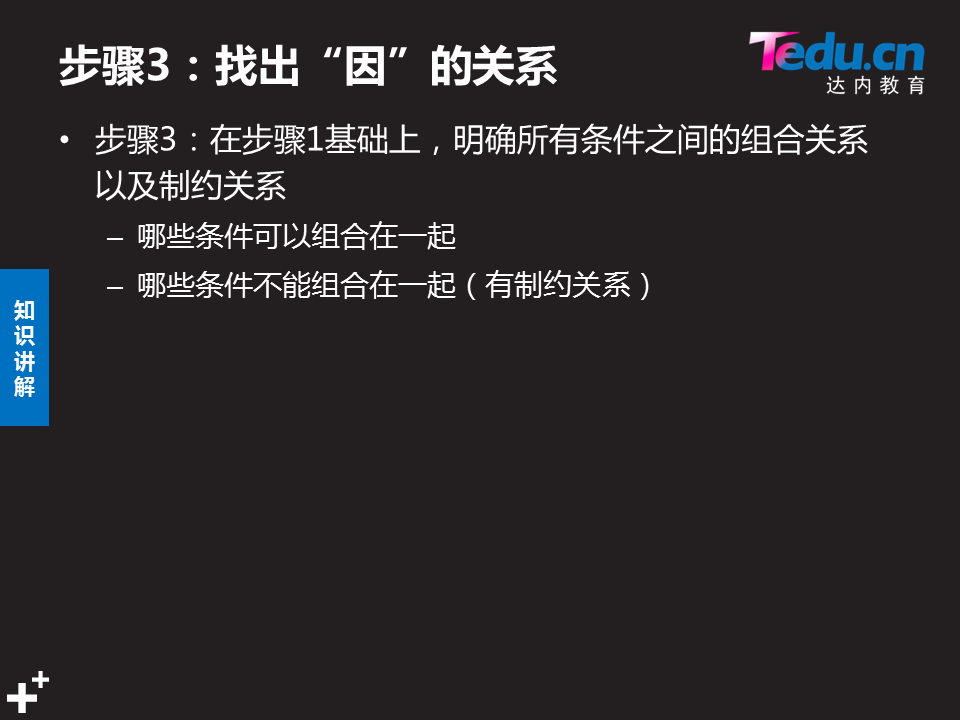 步骤3：找出“因”的关系
Tedu.cn
达内教育
• 步骤3：在步骤1基础上，明确所有条件之间的组合关系
以及制约关系
– 哪些条件可以组合在一起
– 哪些条件不能组合在一起（有制约关系）
知
识
讲
解